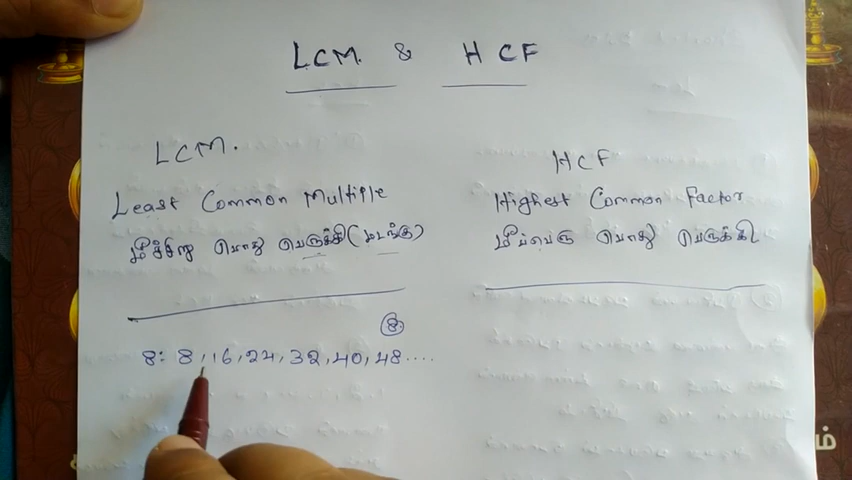 LCM & HCF
LCM.
Least Common Multiple
மீச்சிறு பொது பெருக்கி (மடங்கு)
HCF
Highest Common Factor
மீப்பெரு பொது பெருக்கி
8
8: 8, 16, 24, 32, 40, 48....